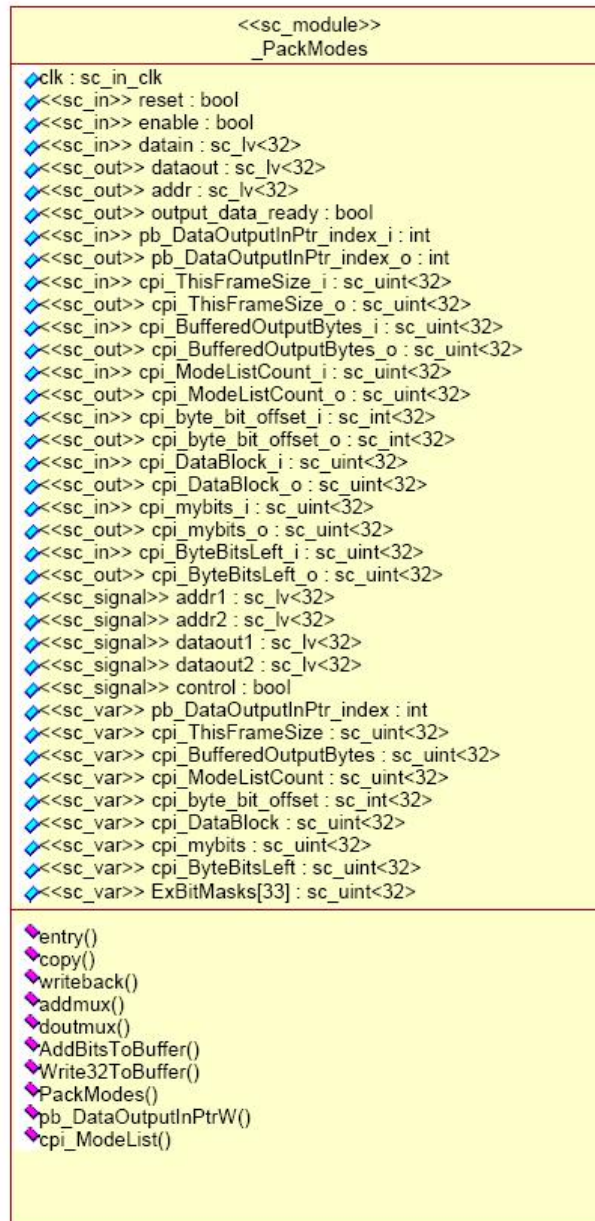 <<sc_module>>
_PackModes
clk : sc_in_clk
<<sc_in>> reset : bool
<<sc_in>> enable : bool
<<sc_in>> datain : sc_lv<32>
<<sc_out>> dataout : sc_lv<32>
<<sc_out>> addr : sc_lv<32>
<<sc_out>> output_data_ready : bool
<<sc_in>> pb_DataOutputInPtr_index_i : int
<<sc_out>> pb_DataOutputInPtr_index_o : int
<<sc_in>> cpi_ThisFrameSize_i : sc_uint<32>
<<sc_out>> cpi_ThisFrameSize_o : sc_uint<32>
<<sc_in>> cpi_BufferedOutputBytes_i : sc_uint<32>
<<sc_out>> cpi_BufferedOutputBytes_o : sc_uint<32>
<<sc_in>> cpi_ModeListCount_i : sc_uint<32>
<<sc_out>> cpi_ModeListCount_o : sc_uint<32>
<<sc_in>> cpi_byte_bit_offset_i : sc_int<32>
<<sc_out>> cpi_byte_bit_offset_o : sc_int<32>
<<sc_in>> cpi_DataBlock_i : sc_uint<32>
<<sc_out>> cpi_DataBlock_o : sc_uint<32>
<<sc_in>> cpi_mybits_i : sc_uint<32>
<<sc_out>> cpi_mybits_o : sc_uint<32>
<<sc_in>> cpi_ByteBitsLeft_i : sc_uint<32>
<<sc_out>> cpi_ByteBitsLeft_o : sc_uint<32>
<<sc_signal>> addr1 : sc_lv<32>
<<sc_signal>> addr2 : sc_lv<32>
<<sc_signal>> dataout1 : sc_lv<32>
<<sc_signal>> dataout2 : sc_lv<32>
<<sc_signal>> control : bool
<<sc_var>> pb_DataOutputInPtr_index : int
<<sc_var>> cpi_ThisFrameSize : sc_uint<32>
<<sc_var>> cpi_BufferedOutputBytes : sc_uint<32>
<<sc_var>> cpi_ModeListCount : sc_uint<32>
<<sc_var>> cpi_byte_bit_offset : sc_int<32>
<<sc_var>> cpi_DataBlock : sc_uint<32>
<<sc_var>> cpi_mybits : sc_uint<32>
<<sc_var>> cpi_ByteBitsLeft : sc_uint<32>
<<sc_var>> ExBitMasks[33] : sc_uint<32>
entry()
copy()
writeback()
addmux()
doutmux()
AddBitsToBuffer()
Write32ToBuffer()
PackModes()
pb_DataOutputInPtrW()
cpi_ModeList()